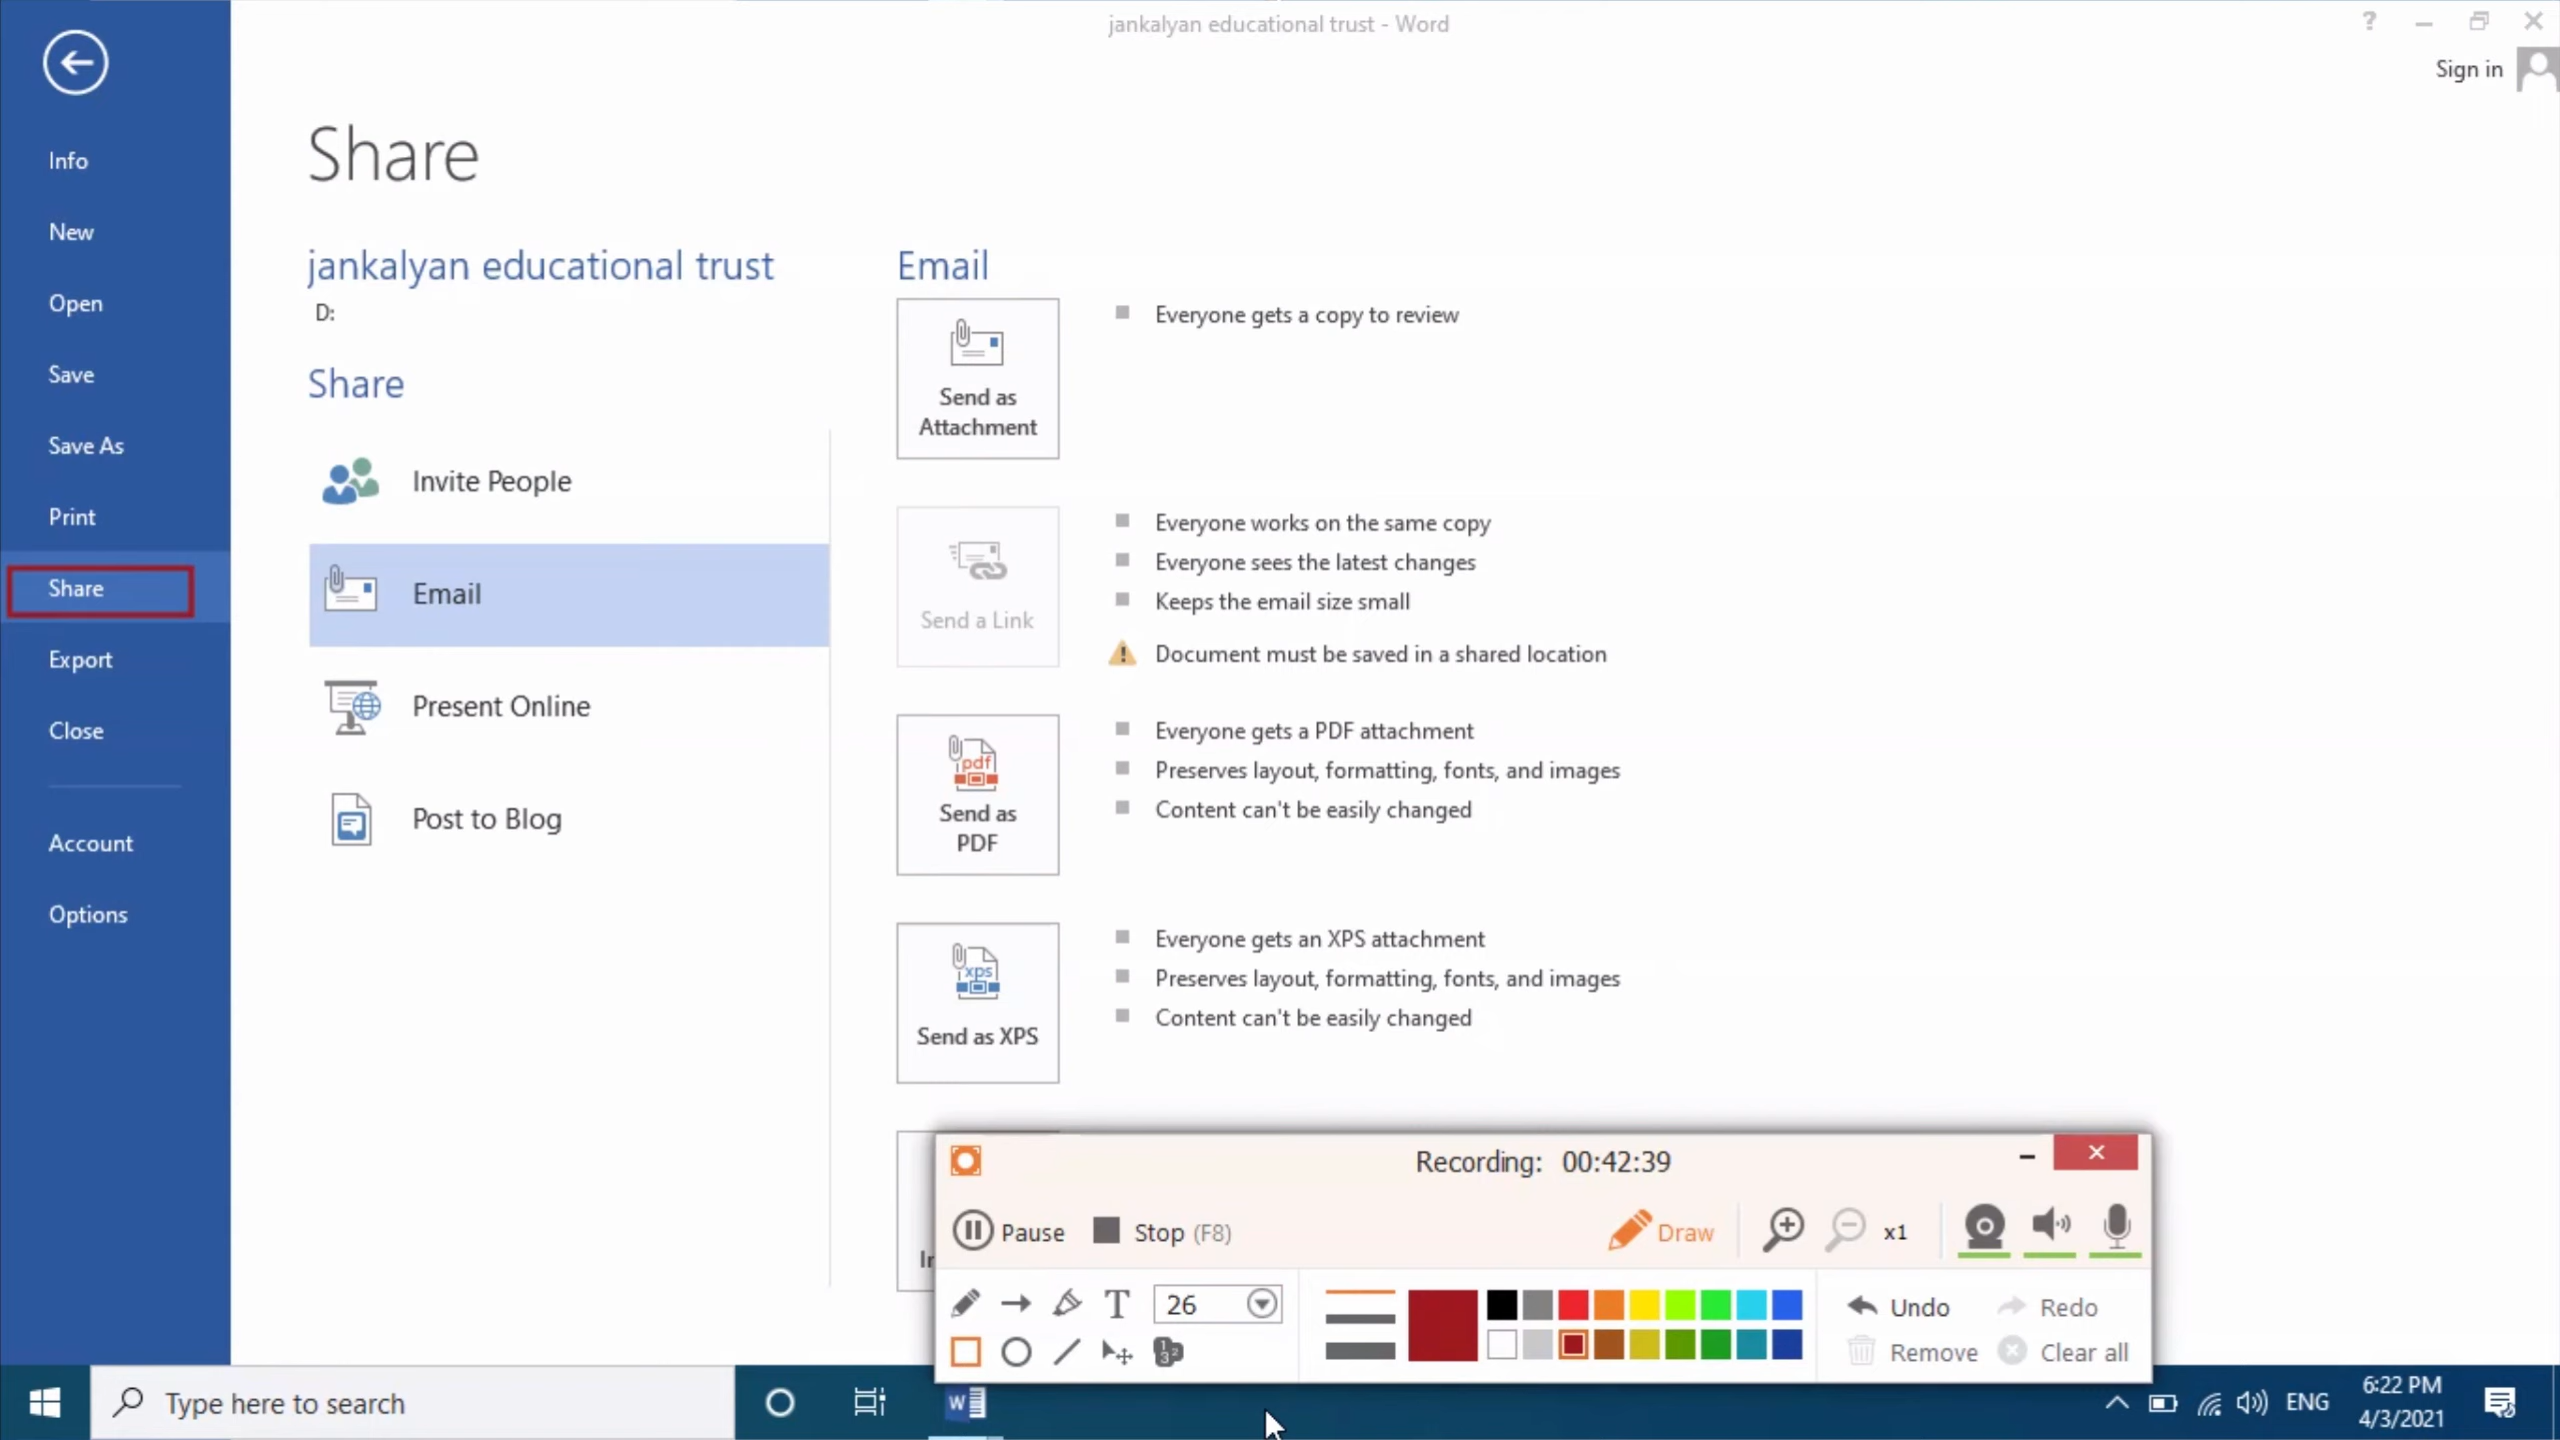 jankalyan educational trust - Word
?
Sign in
Share
Info
New
Open
Save
Save As
Print
Share
Export
Close
Account
Options
jankalyan educational trust
D:
Share
Invite People
Email
Present Online
Post to Blog
Email
Send as
Attachment
Everyone gets a copy to review
Send a Link
Everyone works on the same copy
Everyone sees the latest changes
Keeps the email size small
Document must be saved in a shared location
pdf
Send as
PDF
Everyone gets a PDF attachment
Preserves layout, formatting, fonts, and images
Content can't be easily changed
xps
Send as XPS
Everyone gets an XPS attachment
Preserves layout, formatting, fonts, and images
Content can't be easily changed
Recording: 00:42:39
Pause
Stop (F8)
Draw
x1
T
26
Undo
Redo
Remove
Clear all
Type here to search
W
ENG
6:22 PM
4/3/2021